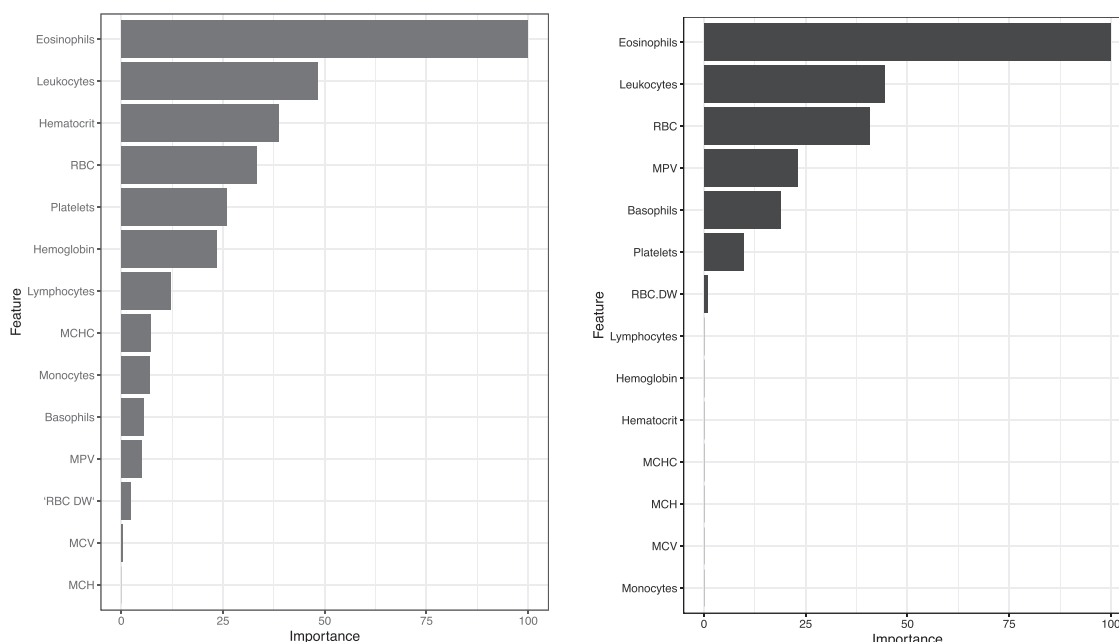 Eosinophils
Leukocytes
Hematocrit
RBC
Platelets
Hemoglobin
Lymphocytes
MCHC
Monocytes
Basophils
MPV
'RBC DW'
MCV
MCH
Feature
0 25 50 75 100
Importance
Eosinophils
Leukocytes
RBC
MPV
Basophils
Platelets
RBC.DW
Lymphocytes
Hemoglobin
Hematocrit
MCHC
MCH
MCV
Monocytes
Feature
0 25 50 75 100
Importance